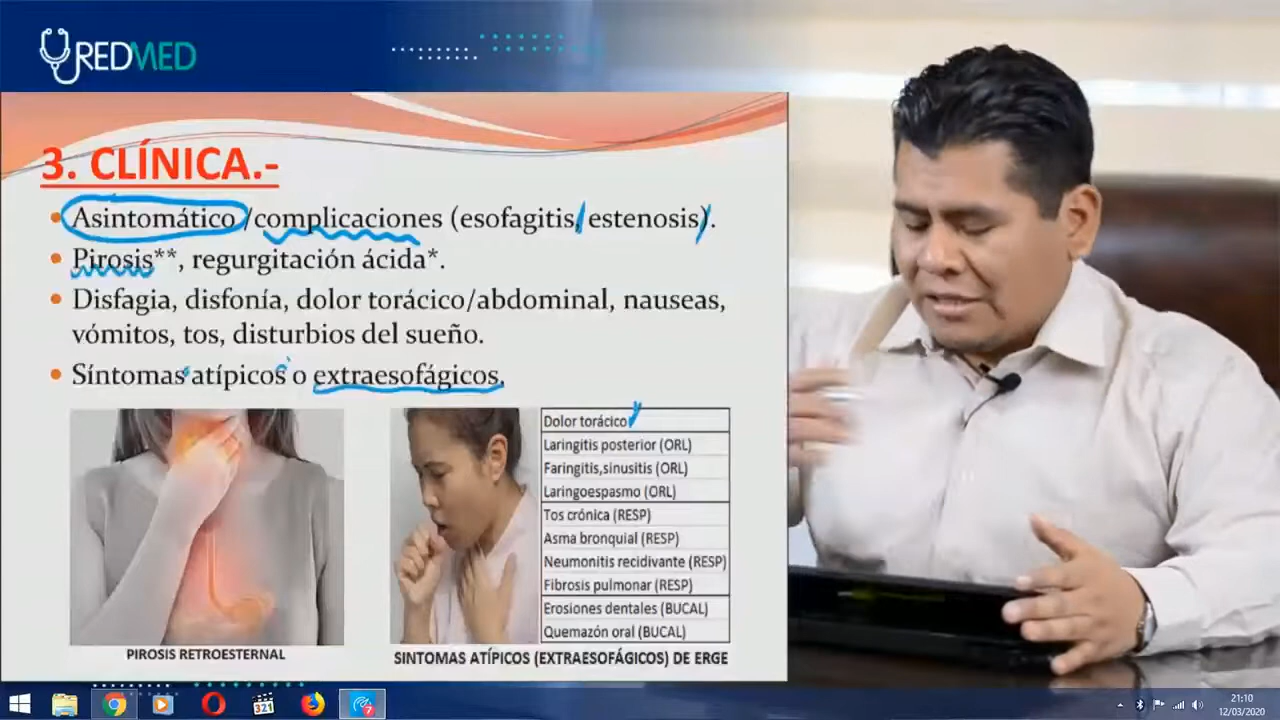 REDMED
3. CLÍNICA.-
• Asintomático /complicaciones (esofagitis, estenosis).
• Pirosis**, regurgitación ácida*.
• Disfagia, disfonía, dolor torácico/abdominal, nauseas,
vómitos, tos, disturbios del sueño.
• Síntomas atípicos o extraesofágicos.
Dolor torácico
Laringitis posterior (ORL)
Faringitis,sinusitis (ORL)
Laringoespasmo (ORL)
Tos crónica (RESP)
Asma bronquial (RESP)
Neumonitis recidivante (RESP)
Fibrosis pulmonar (RESP)
Erosiones dentales (BUCAL)
Quemazón oral (BUCAL)
PIROSIS RETROESTERNAL
SINTOMAS ATÍPICOS (EXTRAESOFÁGICOS) DE ERGE
321
7
21:10
12/03/2020